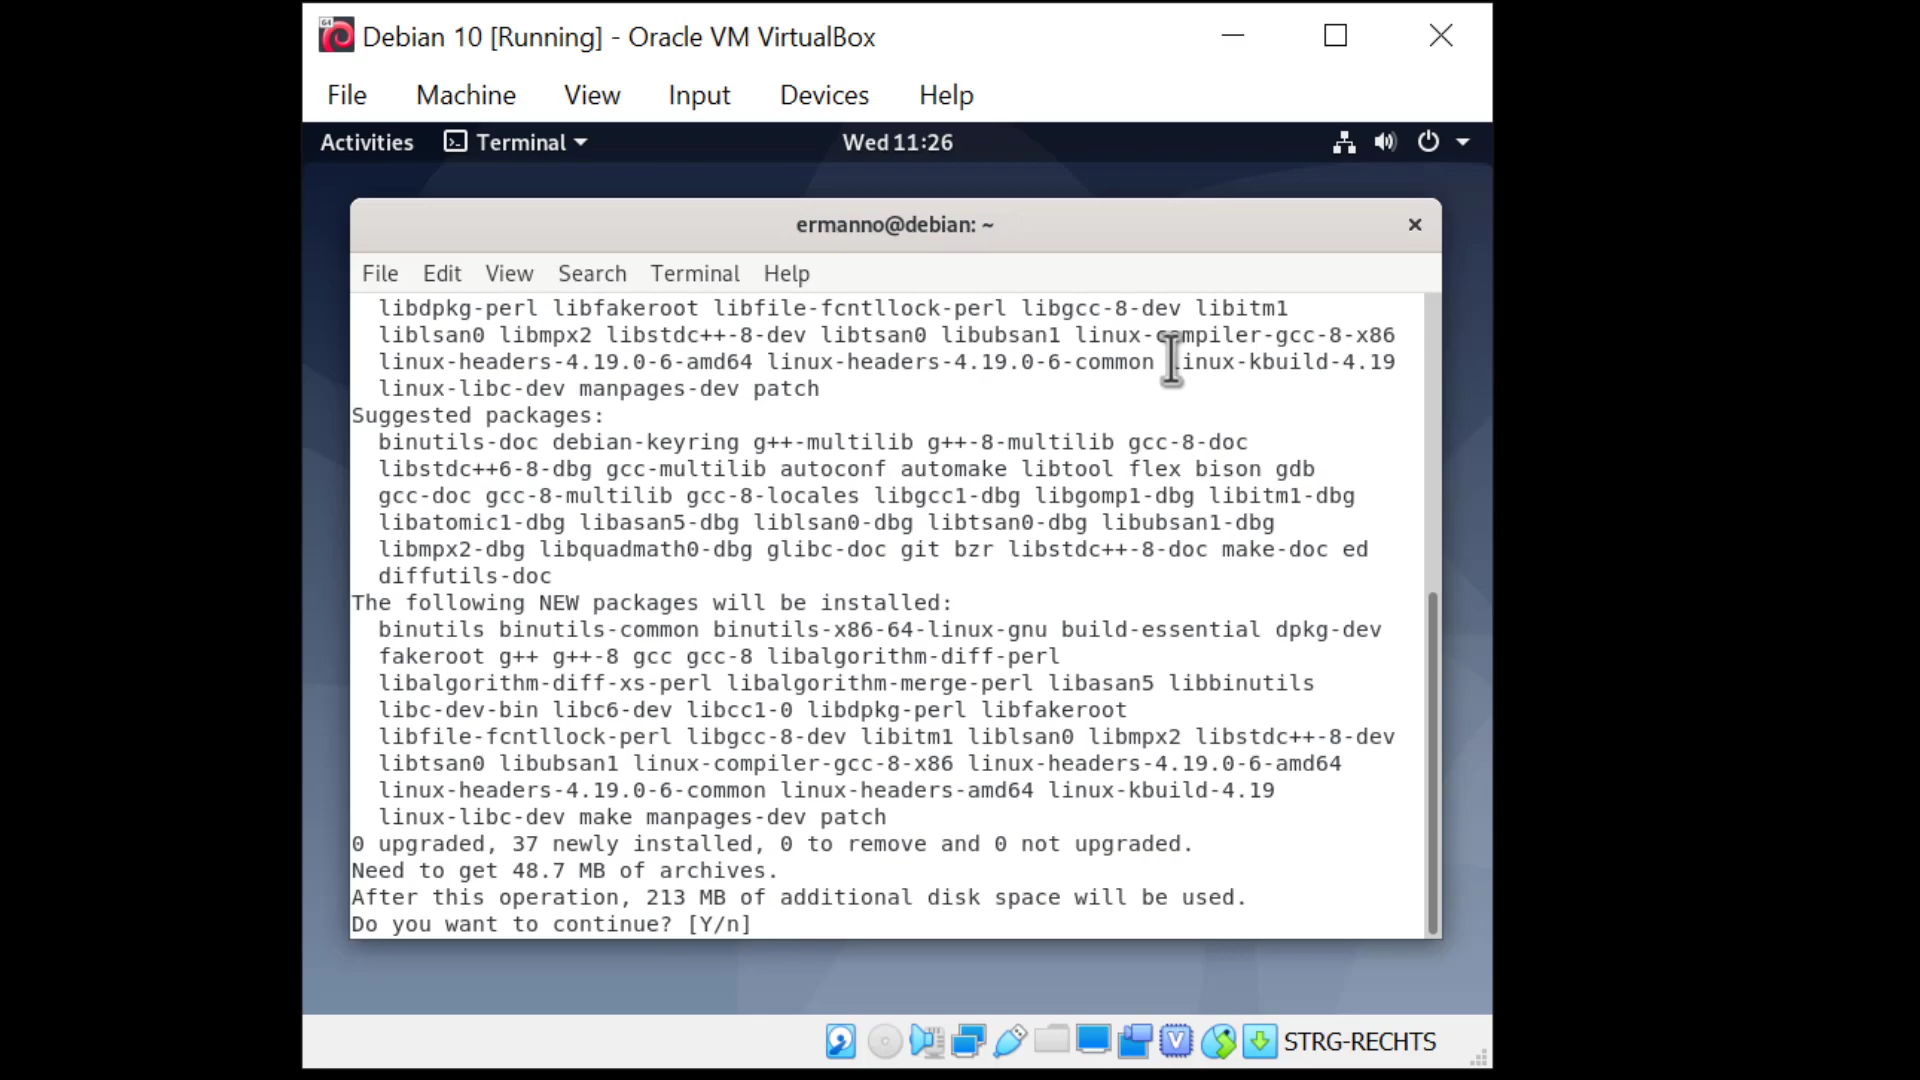 Debian 10 [Running] - Oracle VM VirtualBox
File Machine View Input Devices Help
Activities Terminal Wed 11:26
ermanno@debian: ~
File Edit View Search Terminal Help
libdpkg-perl libfakeroot libfile-fcntllock-perl libgcc-8-dev libitm1
liblsan0 libmpx2 libstdc++-8-dev libtsan0 libubsan1 linux-compiler-gcc-8-x86
linux-headers-4.19.0-6-amd64 linux-headers-4.19.0-6-common linux-kbuild-4.19
linux-libc-dev manpages-dev patch
Suggested packages:
binutils-doc debian-keyring g++-multilib g++-8-multilib gcc-8-doc
libstdc++6-8-dbg gcc-multilib autoconf automake libtool flex bison gdb
gcc-doc gcc-8-multilib gcc-8-locales libgcc1-dbg libgomp1-dbg libitm1-dbg
libatomic1-dbg libasan5-dbg liblsan0-dbg libtsan0-dbg libubsan1-dbg
libmpx2-dbg libquadmath0-dbg glibc-doc git bzr libstdc++-8-doc make-doc ed
diffutils-doc
The following NEW packages will be installed:
binutils binutils-common binutils-x86-64-linux-gnu build-essential dpkg-dev
fakeroot g++ g++-8 gcc gcc-8 libalgorithm-diff-perl
libalgorithm-diff-xs-perl libalgorithm-merge-perl libasan5 libbinutils
libc-dev-bin libc6-dev libcc1-0 libdpkg-perl libfakeroot
libfile-fcntllock-perl libgcc-8-dev libitm1 liblsan0 libmpx2 libstdc++-8-dev
libtsan0 libubsan1 linux-compiler-gcc-8-x86 linux-headers-4.19.0-6-amd64
linux-headers-4.19.0-6-common linux-headers-amd64 linux-kbuild-4.19
linux-libc-dev make manpages-dev patch
0 upgraded, 37 newly installed, 0 to remove and 0 not upgraded.
Need to get 48.7 MB of archives.
After this operation, 213 MB of additional disk space will be used.
Do you want to continue? [Y/n]
STRG-RECHTS